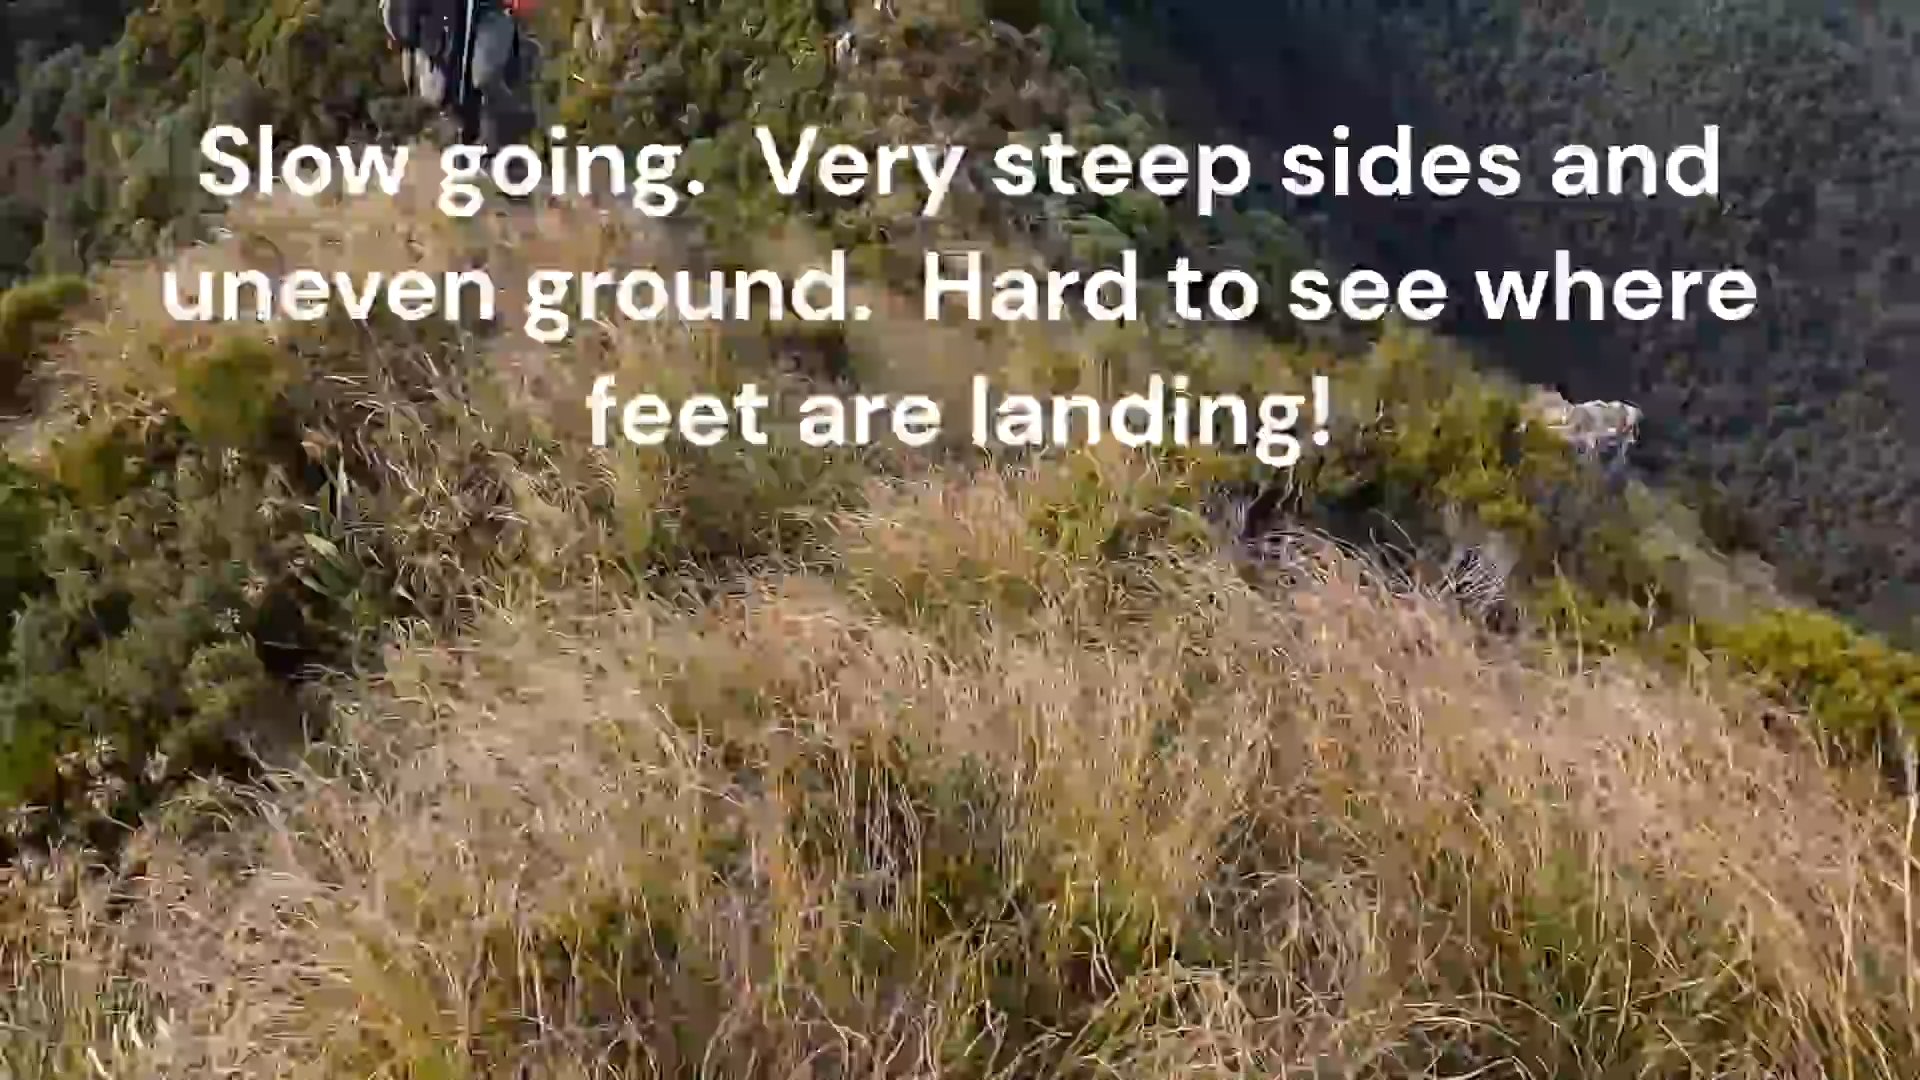 Slow going.  Very steep sides and
uneven ground.  Hard to see where
feet are landing!